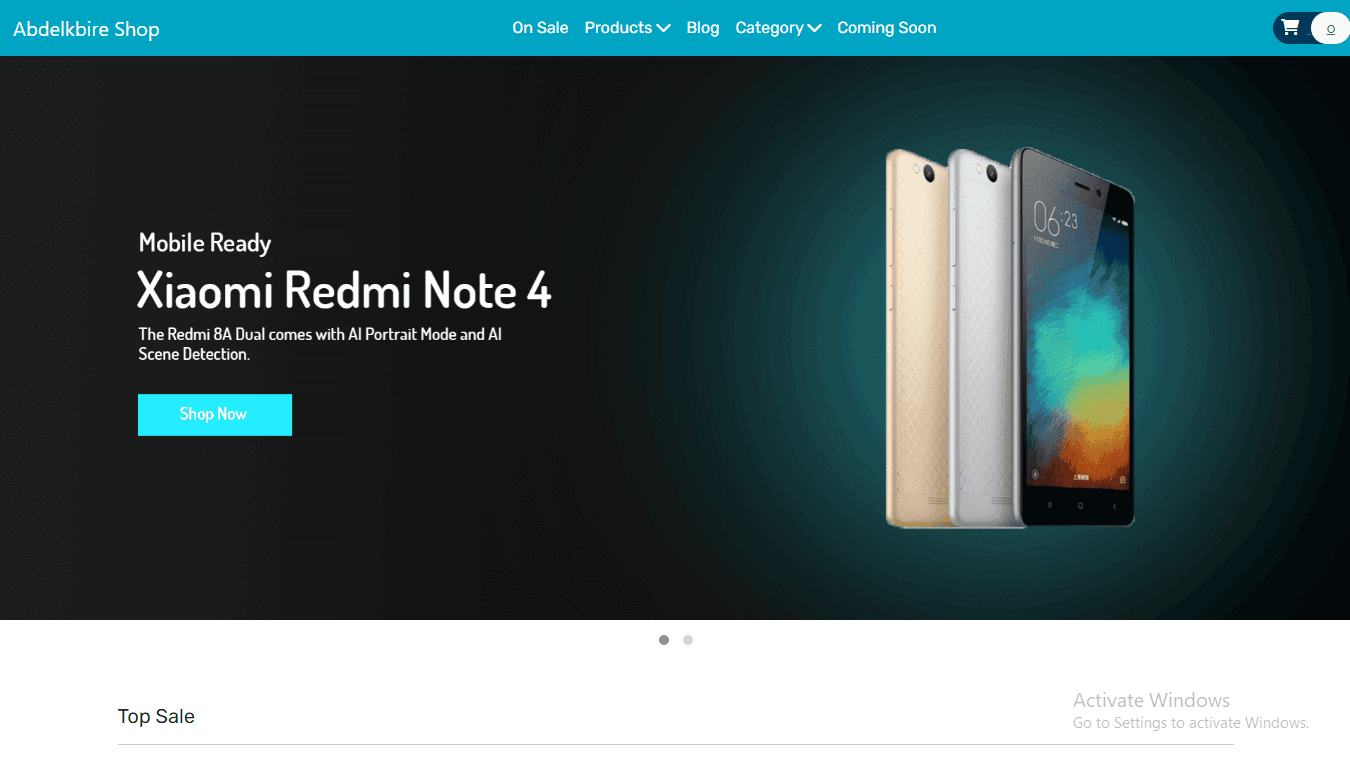 Abdelkbire Shop
On Sale Products Blog Category Coming Soon
0
Mobile Ready
Xiaomi Redmi Note 4
The Redmi 8A Dual comes with AI Portrait Mode and AI
Scene Detection.
Shop Now
06:23
Top Sale
Activate Windows
Go to Settings to activate Windows.